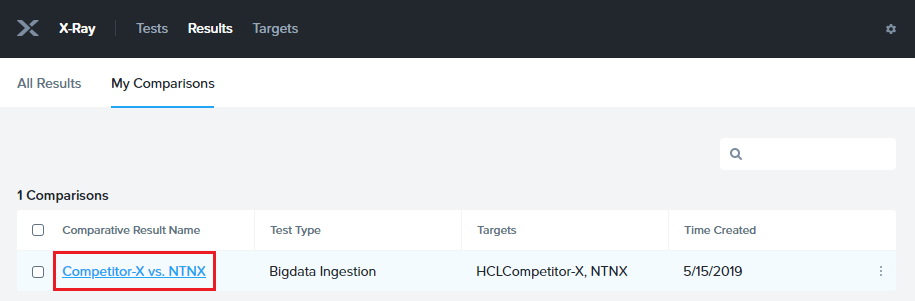 X-Ray Tests Results Targets
All Results My Comparisons
1 Comparisons
Comparative Result Name Test Type Targets Time Created
Competitor-X vs. NTNX Bigdata Ingestion HCLCompetitor-X, NTNX 5/15/2019